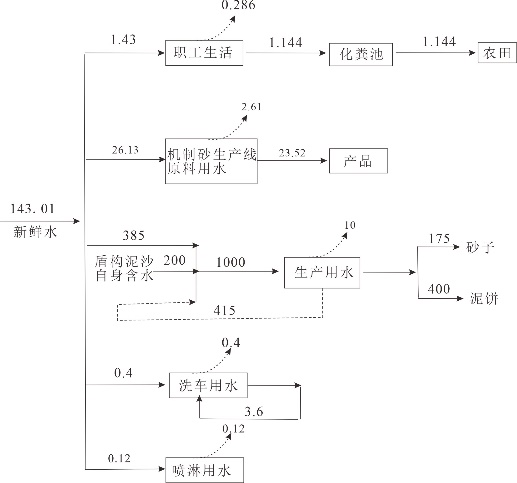 0.286
1.43
职工生活
1.144
化粪池
1.144
农田
2.61
26.13
机制砂生产线
原料用水
23.52
产品
143.01
新鲜水
385
盾构泥沙
自身含水
200
1000
10
生产用水
175
砂子
400
泥饼
415
0.4
0.4
洗车用水
3.6
0.12
0.12
喷淋用水